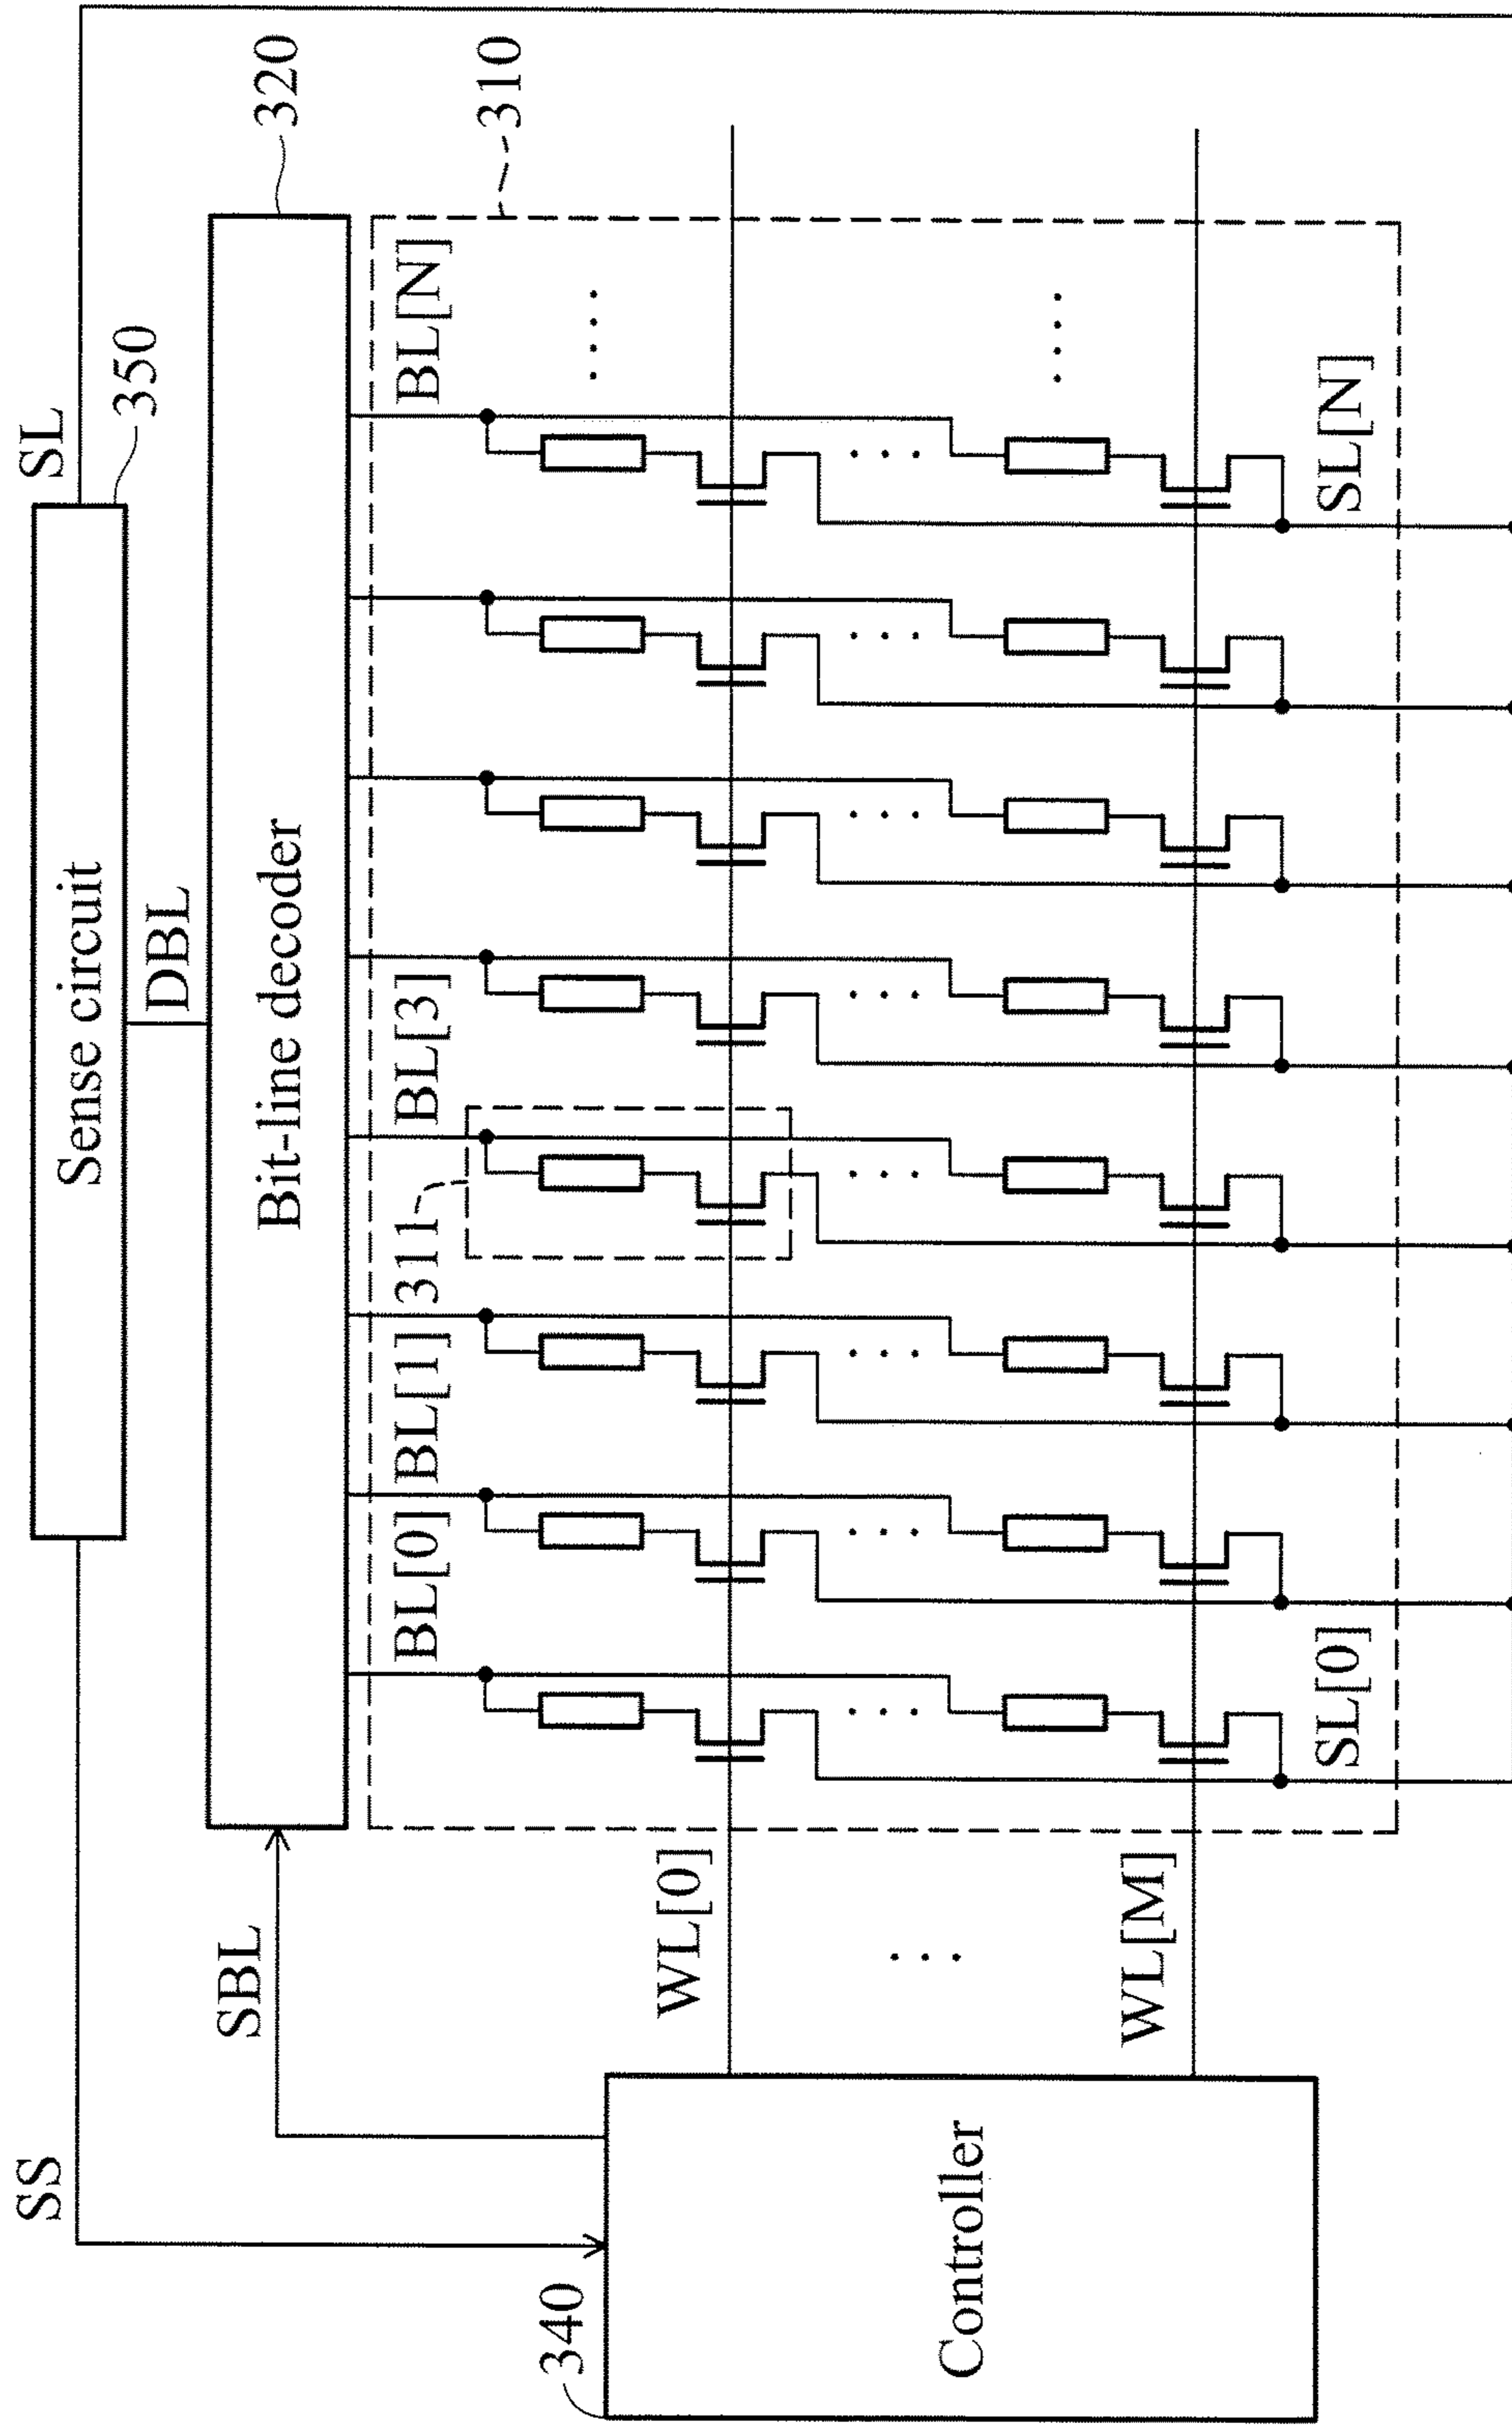 SS
SL
Sense circuit
350
DBL
SBL
Bit-line decoder
320
BL[0]
BL[1]
311
BL[3]
BL[N]
310
WL[0]
WL[M]
340
Controller
SL[0]
SL[N]